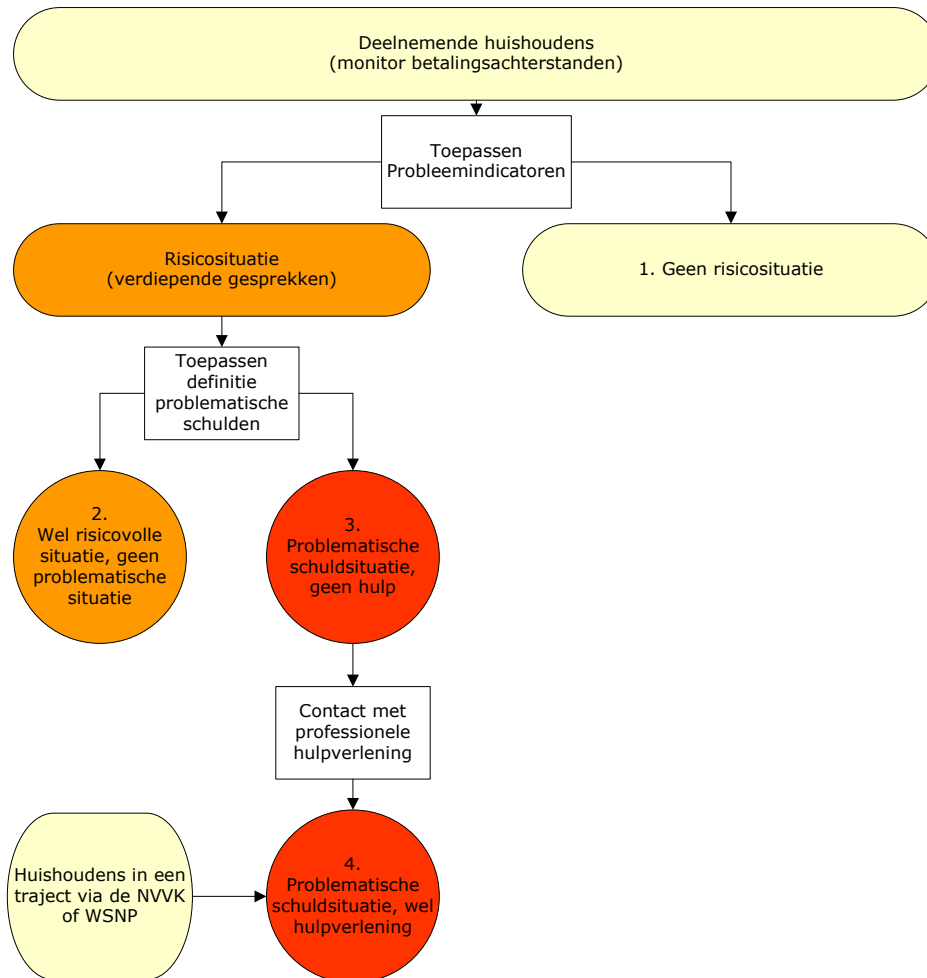 Deelnemende huishoudens
(monitor betalingsachterstanden)
Toepassen
Probleemindicatoren
Risicosituatie
(verdiepende gesprekken)
1. Geen risicosituatie
Toepassen
definitie
problematische
schulden
2.
Wel risicovolle
situatie, geen
problematische
situatie
3.
Problematische
schuldsituatie,
geen hulp
Contact met
professionele
hulpverlening
Huishoudens in een
traject via de NVVK
of WSNP
4.
Problematische
schuldsituatie, wel
hulpverlening